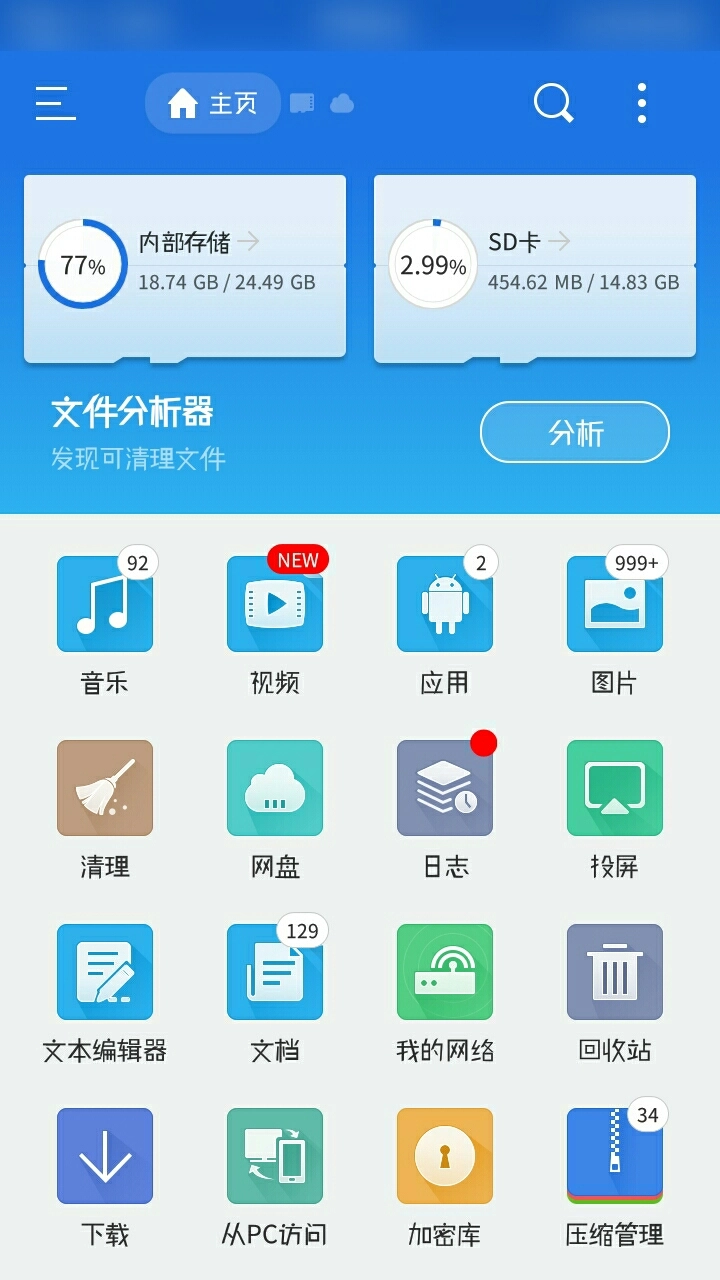 主页
77%
内部存储
18.74 GB / 24.49 GB
2.99%
SD卡
454.62 MB / 14.83 GB
文件分析器
发现可清理文件
分析
92
NEW
2
999+
音乐
视频
应用
图片
清理
网盘
日志
投屏
129
文本编辑器
文档
我的网络
回收站
34
下载
从PC访问
加密库
压缩管理